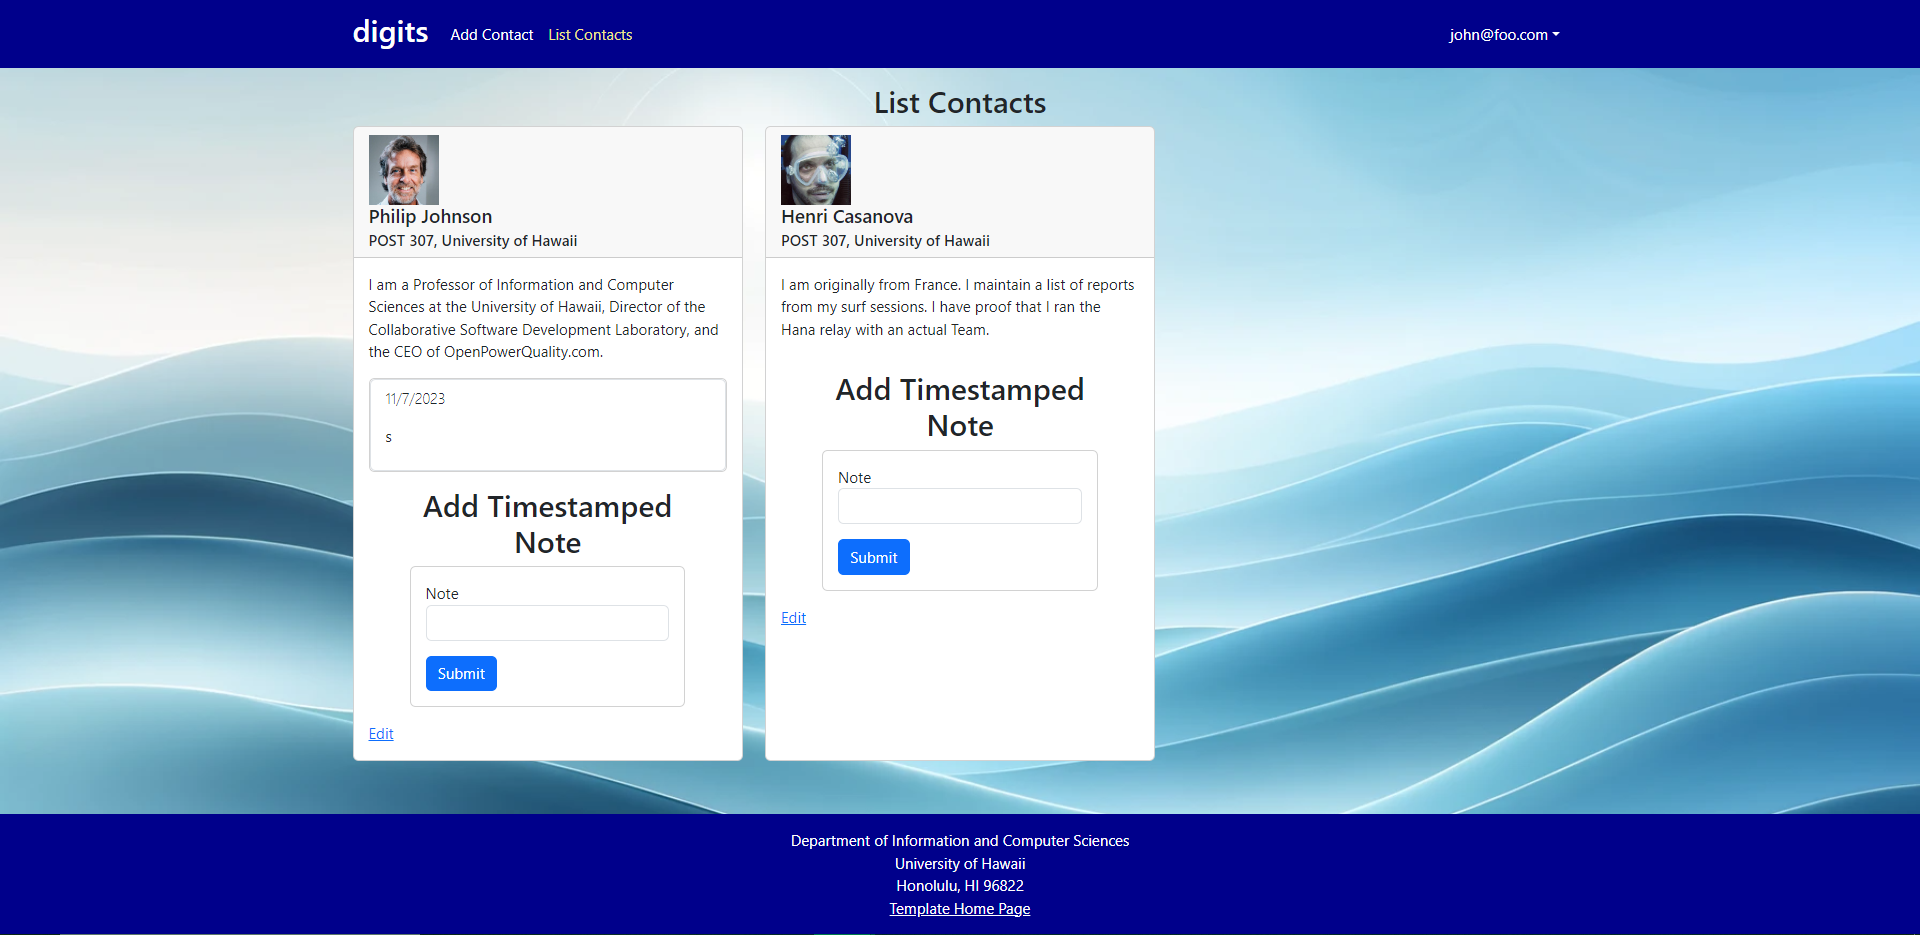 digits
Add Contact
List Contacts
john@foo.com
List Contacts
Philip Johnson
POST 307, University of Hawaii
I am a Professor of Information and Computer
Sciences at the University of Hawaii, Director of the
Collaborative Software Development Laboratory, and
the CEO of OpenPowerQuality.com.
11/7/2023
s
Add Timestamped
Note
Note
Submit
Edit
Henri Casanova
POST 307, University of Hawaii
I am originally from France. I maintain a list of reports
from my surf sessions. I have proof that I ran the
Hana relay with an actual Team.
Add Timestamped
Note
Note
Submit
Edit
Department of Information and Computer Sciences
University of Hawaii
Honolulu, HI 96822
Template Home Page